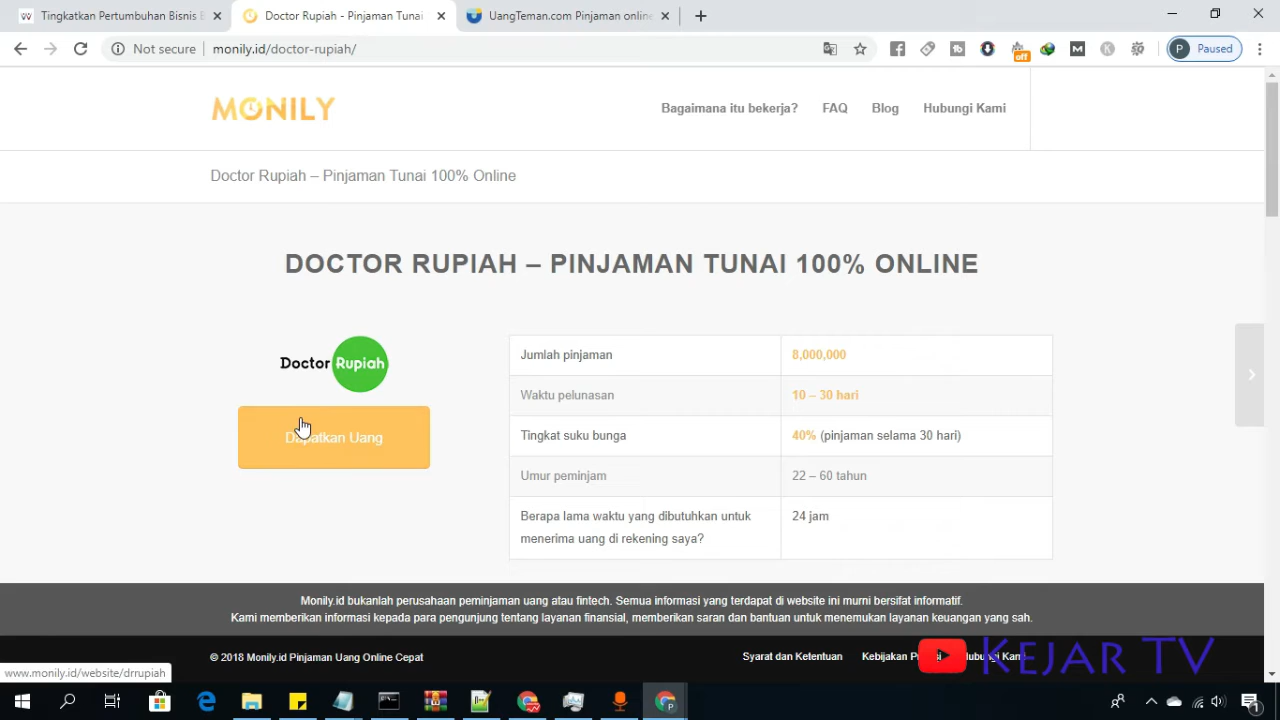 Tingkatkan Pertumbuhan Bisnis
Doctor Rupiah - Pinjaman Tunai
UangTeman.com Pinjaman online
Not secure
monily.id/doctor-rupiah/
off
M
K
P Paused
MONILY
Bagaimana itu bekerja?
FAQ
Blog
Hubungi Kami
Doctor Rupiah – Pinjaman Tunai 100% Online
DOCTOR RUPIAH – PINJAMAN TUNAI 100% ONLINE
Doctor Rupiah
Dapatkan Uang
Jumlah pinjaman 8,000,000
Waktu pelunasan 10 – 30 hari
Tingkat suku bunga 40% (pinjaman selama 30 hari)
Umur peminjam 22 – 60 tahun
Berapa lama waktu yang dibutuhkan untuk 24 jam
menerima uang di rekening saya?
Monily.id bukanlah perusahaan peminjaman uang atau fintech. Semua informasi yang terdapat di website ini murni bersifat informatif.
Kami memberikan informasi kepada para pengunjung tentang layanan finansial, memberikan saran dan bantuan untuk menemukan layanan keuangan yang sah.
© 2018 Monily.id Pinjaman Uang Online Cepat
Syarat dan Ketentuan
Kebijakan
Hubungi
KEJAR TV
www.monily.id/website/drrupiah